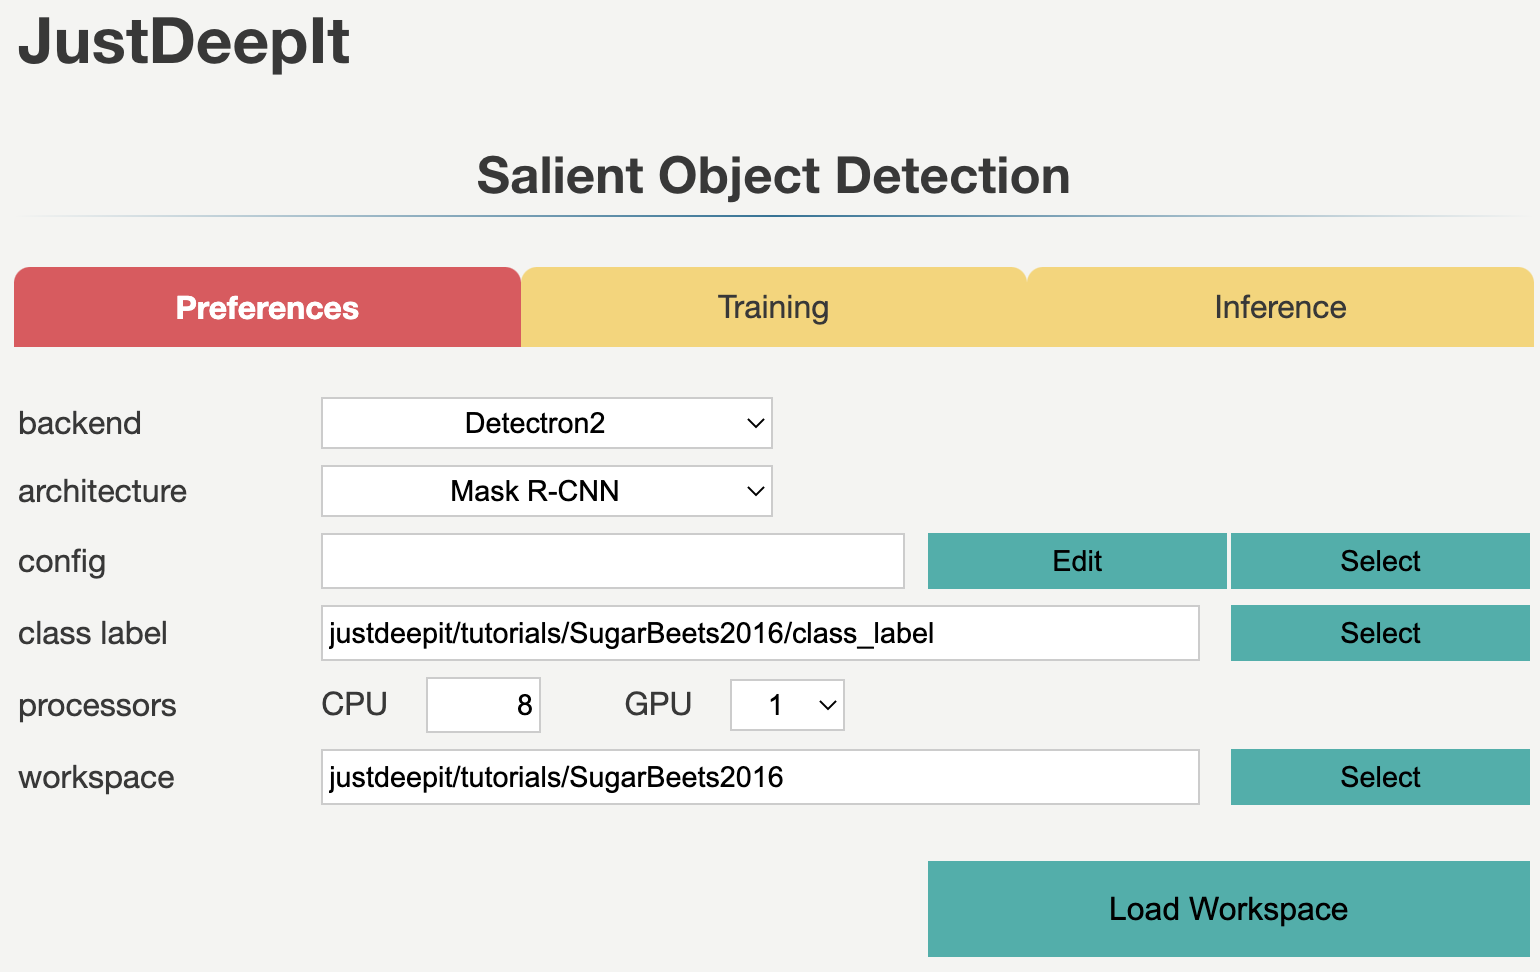 JustDeepIt
Salient Object Detection
Preferences Training Inference
backend Detectron2
architecture Mask R-CNN
config Edit Select
class label justdeepit/tutorials/SugarBeets2016/class_label Select
processors CPU 8 GPU 1
workspace justdeepit/tutorials/SugarBeets2016 Select
Load Workspace